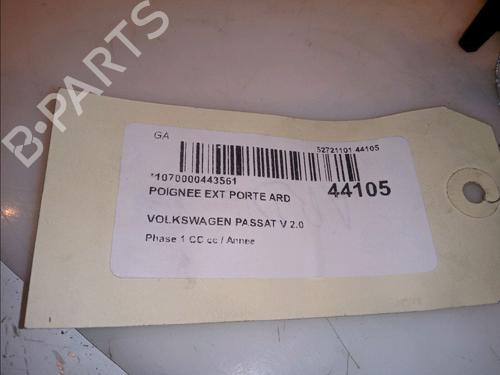 GA
52721101 44105
*1070000443561
44105
POIGNEE EXT PORTE ARD
VOLKSWAGEN PASSAT V 2.0
Phase 1 CC cc / Annee
B-PARTS